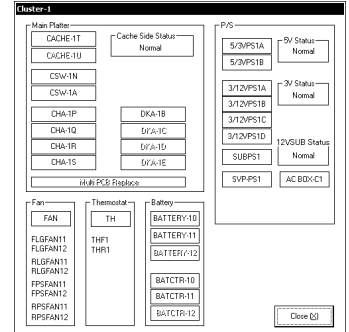 Cluster-1
Main Platter
CACHE-1T
CACHE-1U
Cache Side Status
Normal
CSW-1N
CSW-1A
CHA-1P
CHA-1Q
CHA-1R
CHA-1S
DKA-1B
DKA-1C
DKA-1D
DKA-1E
Multi PCB Replace
P/S
5/3VPS1A
5/3VPS1B
5V Status
Normal
3/12VPS1A
3/12VPS1B
3/12VPS1C
3/12VPS1D
3V Status
Normal
12VSUB Status
Normal
SUBPS1
SVP-PS1
AC BOX-C1
Fan
FAN
FLGFAN11
FLGFAN12
RLGFAN11
RLGFAN12
FPSFAN11
FPSFAN12
RPSFAN11
RPSFAN12
Thermostat
TH
THF1
THR1
Battery
BATTERY-10
BATTERY-11
BATTERY-12
BATCTR-10
BATCTR-11
BATCTR-12
Close [X]